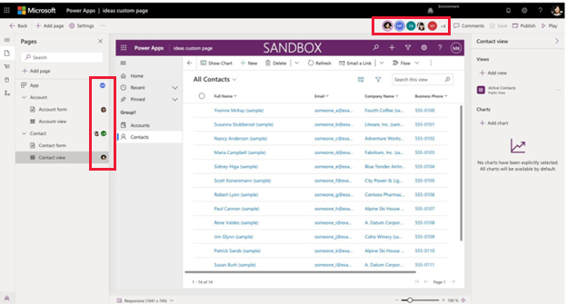 Microsoft Power Apps Environment
Back Add page Settings +4 Comments Save Publish Play
Pages
Search
Add page
App
Account
Account form
Account view
Contact
Contact form
Contact view
Power Apps ideas custom page SANDBOX MK
Show Chart New Delete Refresh Email a Link Flow
Home
Recent
Pinned
Group1
Accounts
Contacts
All Contacts Search this view
Full Name Email Company Name Business Phone
Yvonne McKay (sample) someone_a@exa... Fourth Coffee (sa... 555-0100
Susanna Stubberod (sample) someone_b@exa... Litware, Inc. (sam... 555-0101
Nancy Anderson (sample) someone_c@exa... Adventure Works... 555-0102
Maria Campbell (sample) someone_d@exa... Fabrikam, Inc. (sa... 555-0103
Sidney Higa (sample) someone_e@exa... Blue Yonder Airlin... 555-0104
Scott Konersmann (sample) someone_f@exa... City Power & Lig... 555-0105
Robert Lyon (sample) someone_g@exa... Contoso Pharmac... 555-0106
Paul Cannon (sample) someone_h@exa... Alpine Ski House ... 555-0107
Rene Valdes (sample) someone_i@exa... A. Datum Corpor... 555-0108
Jim Glynn (sample) someone_j@exa... Coho Winery (sa... 555-0109
Patrick Sands (sample) someone_k@exa... Alpine Ski House ... 555-0110
Susan Burk (sample) someone_l@exa... A. Datum Corpor... 555-0111
1 - 14 of 14 Page 1
Contact view
Views
Add view
Active Contacts
Public View
Charts
Add chart
No charts have been explicitly selected.
All charts will be available by default.
100 %